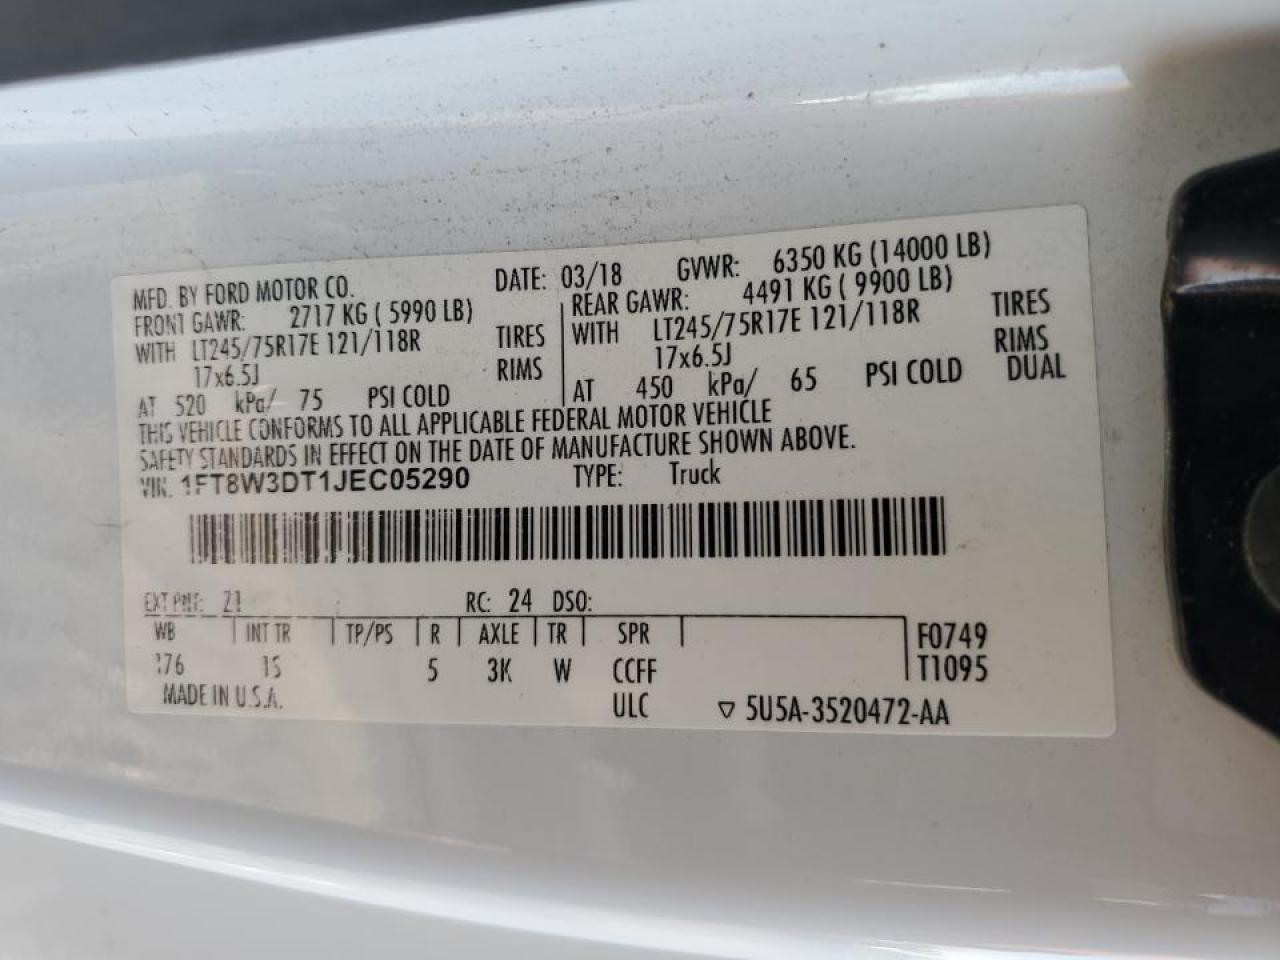 MFD. BY FORD MOTOR CO. DATE: 03/18 GVWR: 6350 KG (14000 LB)
FRONT GAWR: 2717 KG ( 5990 LB) REAR GAWR: 4491 KG ( 9900 LB)
WITH LT245/75R17E 121/118R TIRES WITH LT245/75R17E 121/118R TIRES
17x6.5J RIMS 17x6.5J RIMS
AT 520 kPa/ 75 PSI COLD AT 450 kPa/ 65 PSI COLD DUAL
THIS VEHICLE CONFORMS TO ALL APPLICABLE FEDERAL MOTOR VEHICLE
SAFETY STANDARDS IN EFFECT ON THE DATE OF MANUFACTURE SHOWN ABOVE.
VIN: 1FT8W3DT1JEC05290 TYPE: Truck
EXT PNT: Z1 RC: 24 DSO:
WB INT TR TP/PS R AXLE TR SPR F0749
176 5 3K W CCFF T1095
MADE IN U.S.A. ULC ▽ 5U5A-3520472-AA